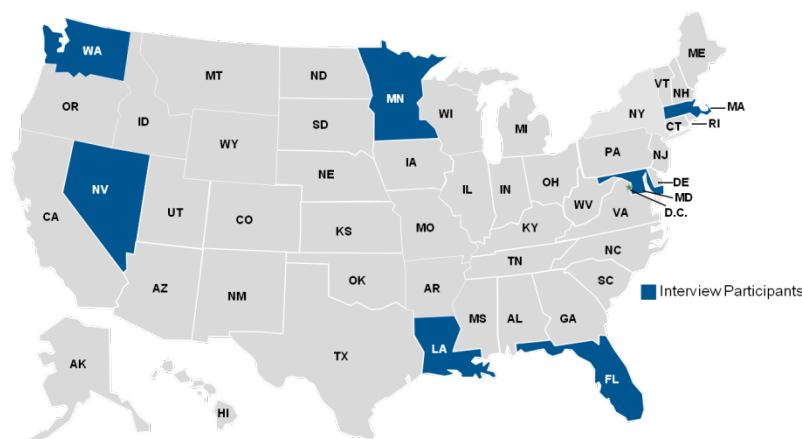 WA
MT
ND
MN
ME
VT
NH
MA
OR
ID
WY
SD
WI
MI
NY
CT
RI
NV
CA
UT
CO
NE
KS
IA
MO
IL
IN
OH
PA
NJ
DE
MD
D.C.
WV
VA
KY
TN
NC
SC
AZ
NM
OK
AR
TX
LA
MS
AL
GA
FL
AK
HI
Interview Participants